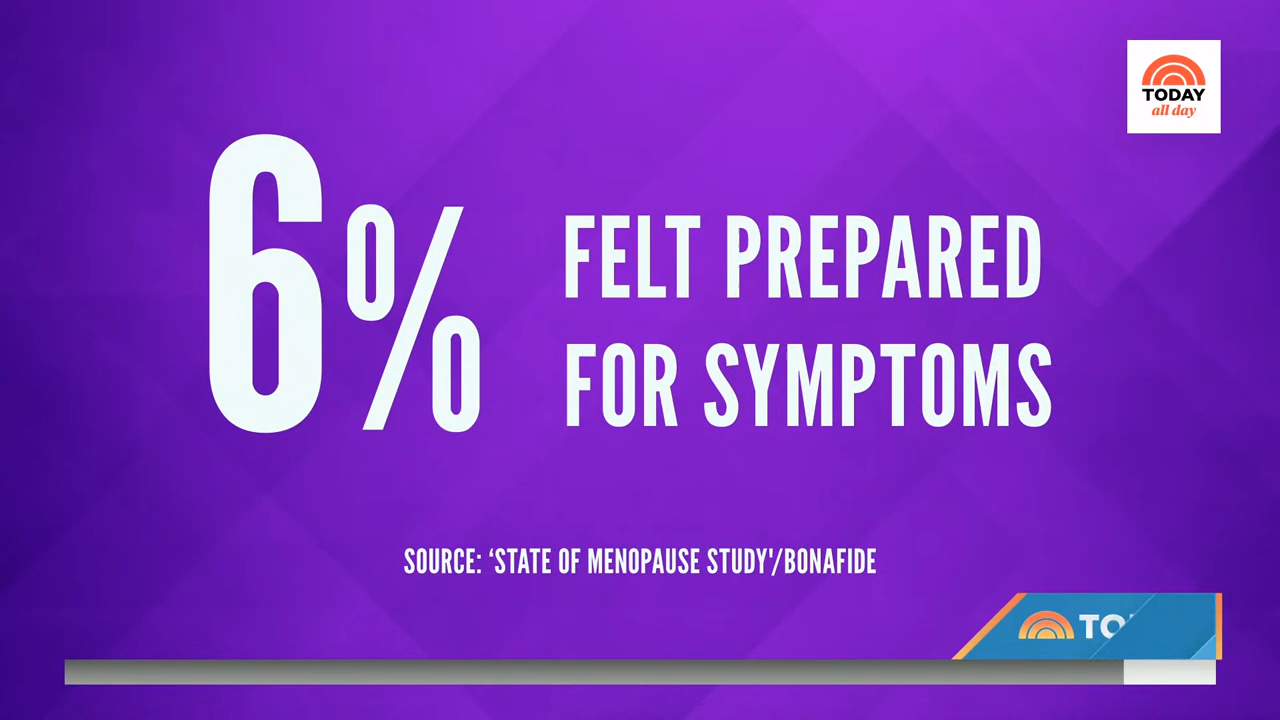 TODAY
all day
6%
FELT PREPARED
FOR SYMPTOMS
SOURCE: ‘STATE OF MENOPAUSE STUDY'/BONAFIDE